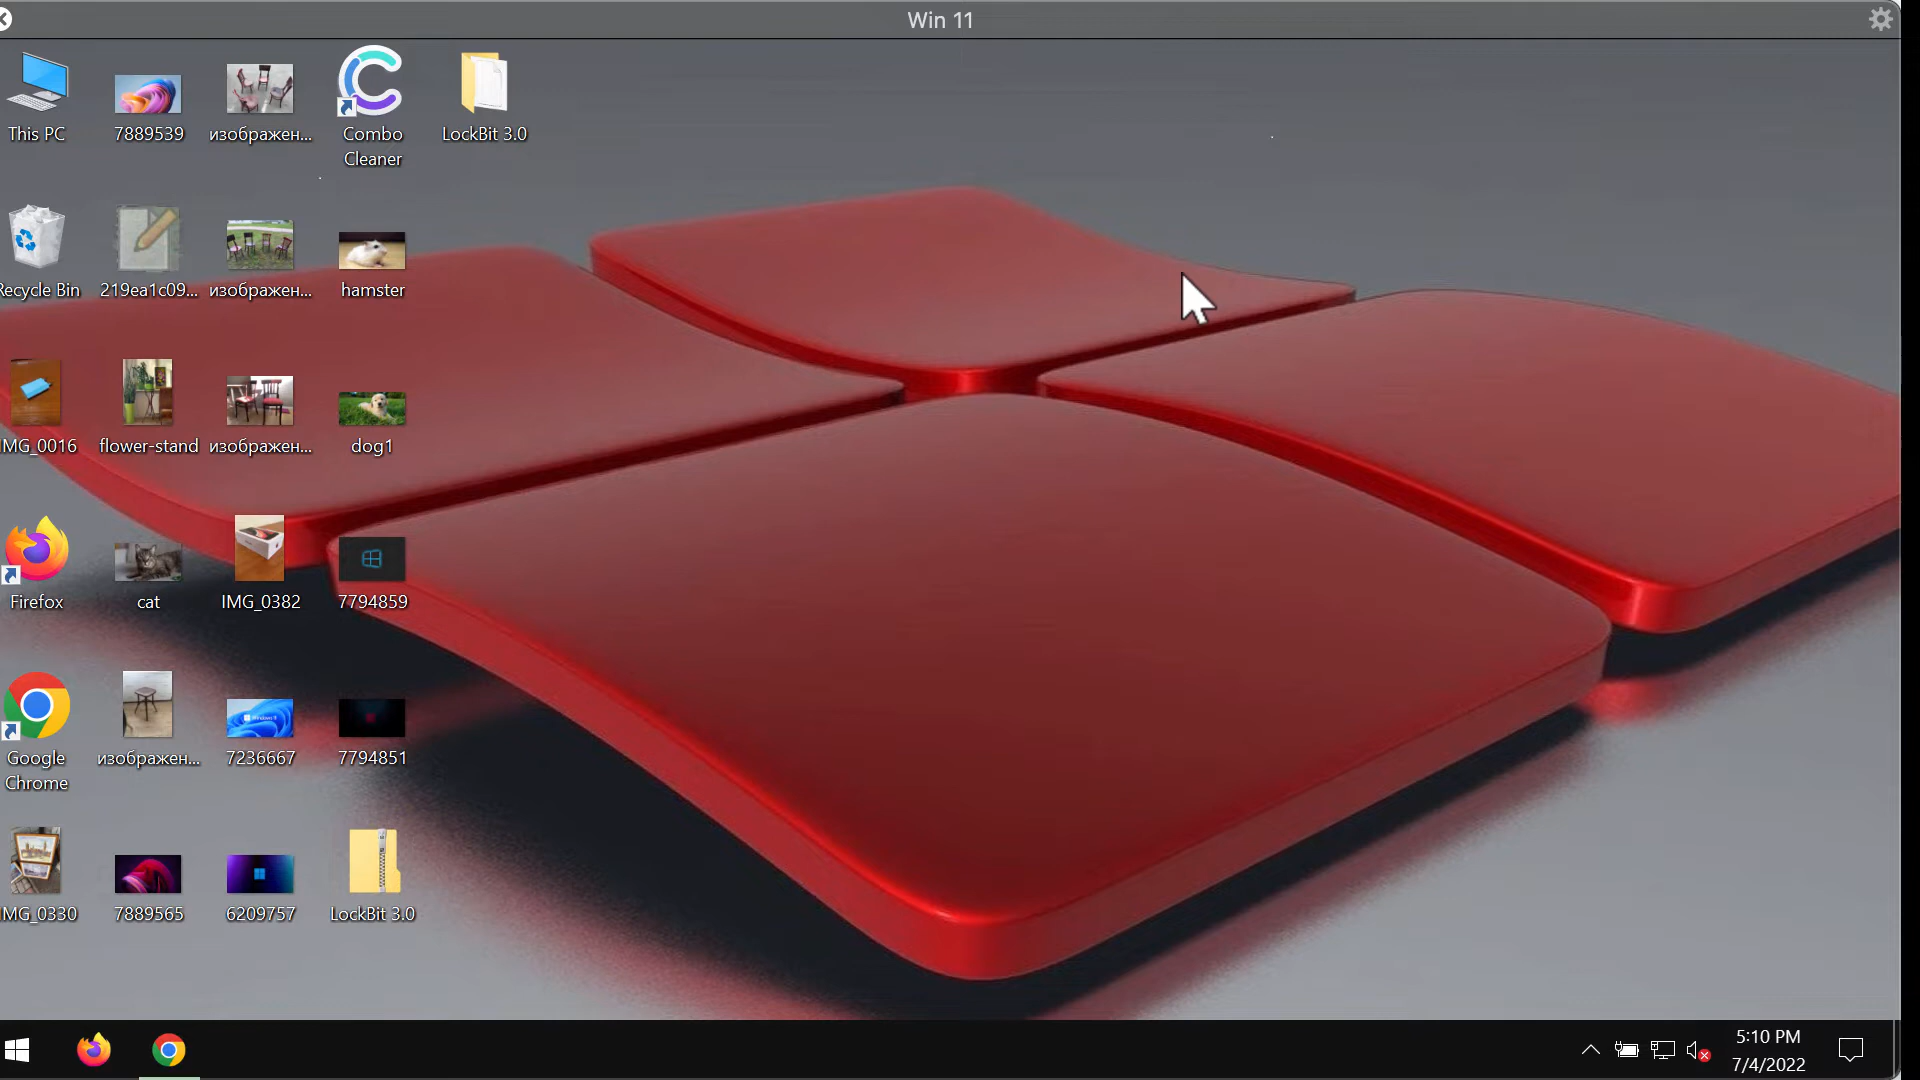 Win 11
This PC
7889539
изображен...
Combo
Cleaner
LockBit 3.0
Recycle Bin
219ea1c09...
изображен...
hamster
IMG_0016
flower-stand
изображен...
dog1
Firefox
cat
IMG_0382
7794859
Google
Chrome
изображен...
7236667
7794851
IMG_0330
7889565
6209757
LockBit 3.0
5:10 PM
7/4/2022